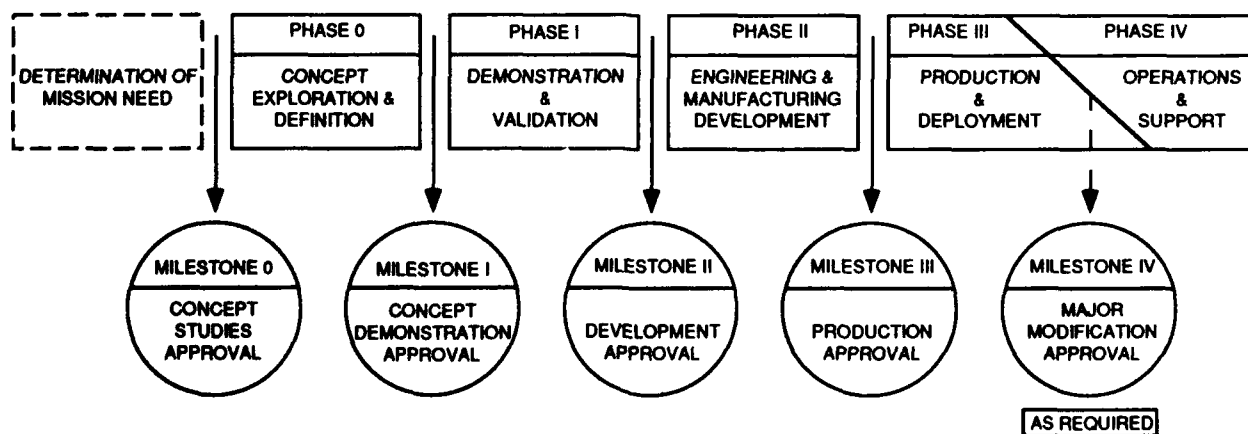 DETERMINATION OF
MISSION NEED
PHASE 0
CONCEPT
EXPLORATION &
DEFINITION
PHASE I
DEMONSTRATION
&
VALIDATION
PHASE II
ENGINEERING &
MANUFACTURING
DEVELOPMENT
PHASE III
PRODUCTION
&
DEPLOYMENT
PHASE IV
OPERATIONS
&
SUPPORT
MILESTONE 0
CONCEPT
STUDIES
APPROVAL
MILESTONE I
CONCEPT
DEMONSTRATION
APPROVAL
MILESTONE II
DEVELOPMENT
APPROVAL
MILESTONE III
PRODUCTION
APPROVAL
MILESTONE IV
MAJOR
MODIFICATION
APPROVAL
AS REQUIRED